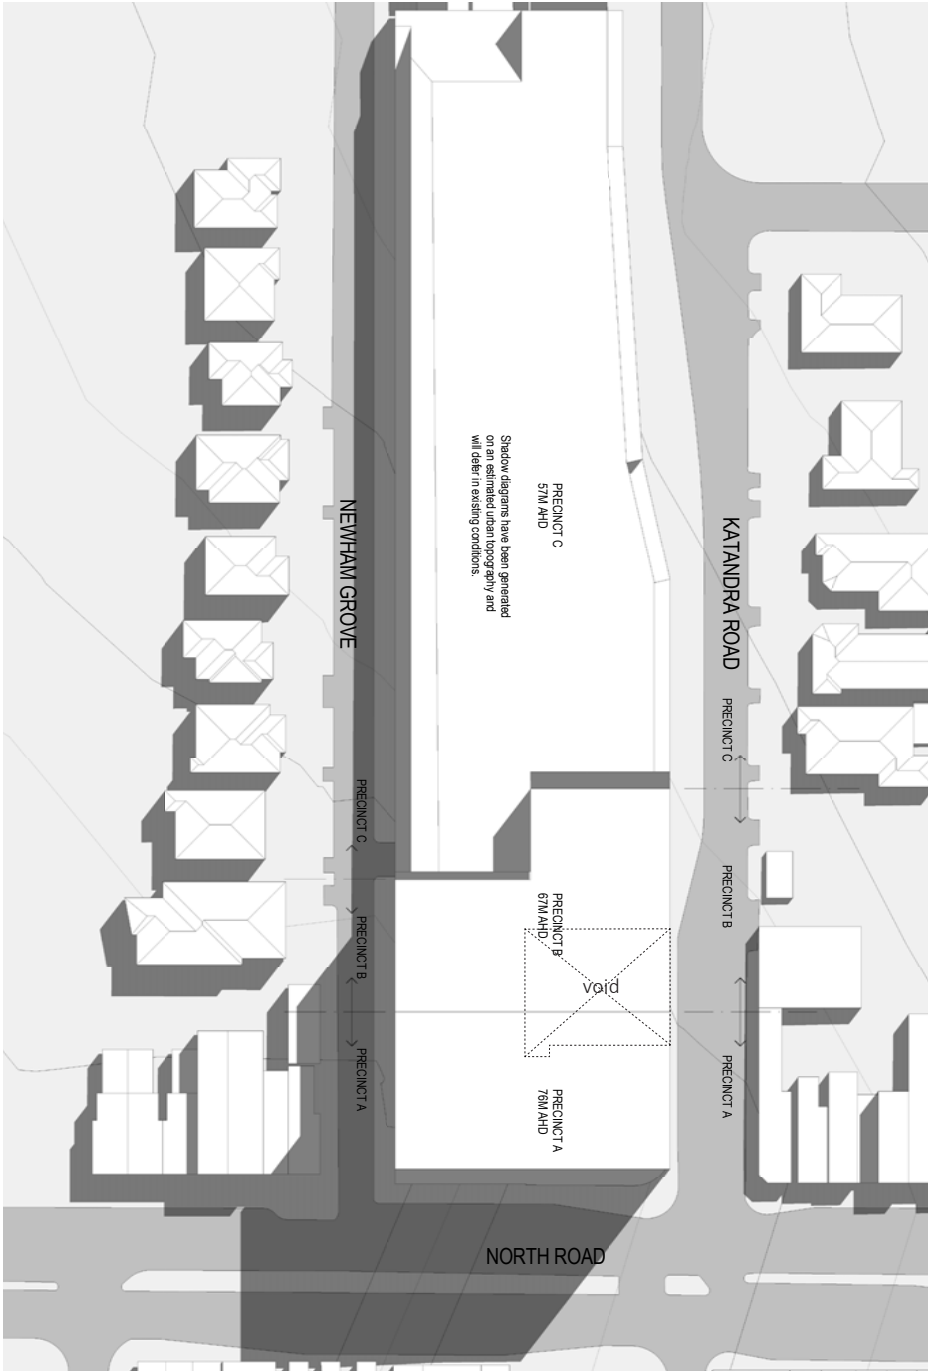 Shadow diagrams have been generated
on an estimated urban topography and
will defer in existing conditions.
PRECINCT C
57M AHD
NEWHAM GROVE
KATANDRA ROAD
PRECINCT C
PRECINCT C
PRECINCT B
PRECINCT B
67M AHD
PRECINCT B
void
PRECINCT A
PRECINCT A
76M AHD
PRECINCT A
NORTH ROAD